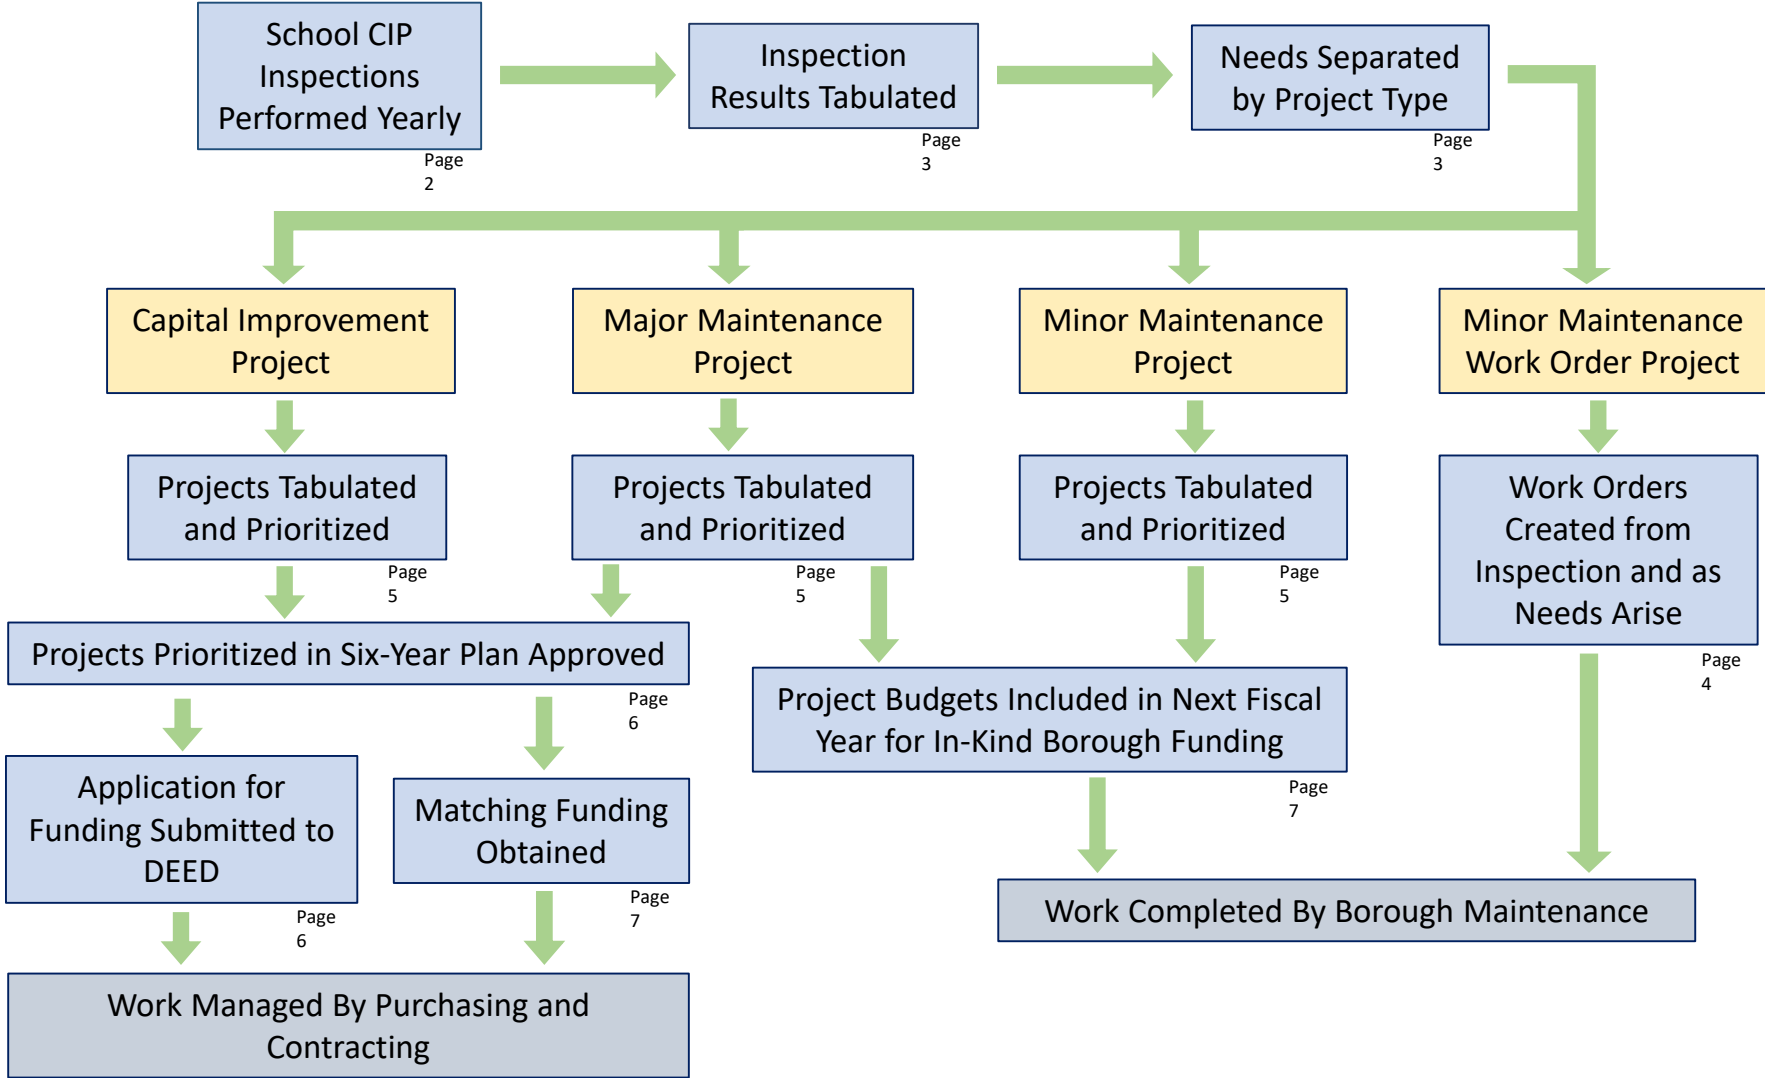 School CIP
Inspections
Performed Yearly
Page
2
Inspection
Results Tabulated
Page
3
Needs Separated
by Project Type
Page
3
Capital Improvement
Project
Major Maintenance
Project
Minor Maintenance
Project
Minor Maintenance
Work Order Project
Projects Tabulated
and Prioritized
Page
5
Projects Tabulated
and Prioritized
Page
5
Projects Tabulated
and Prioritized
Page
5
Work Orders
Created from
Inspection and as
Needs Arise
Page
4
Projects Prioritized in Six-Year Plan Approved
Page
6
Project Budgets Included in Next Fiscal
Year for In-Kind Borough Funding
Page
7
Application for
Funding Submitted to
DEED
Page
6
Matching Funding
Obtained
Page
7
Work Completed By Borough Maintenance
Work Managed By Purchasing and
Contracting